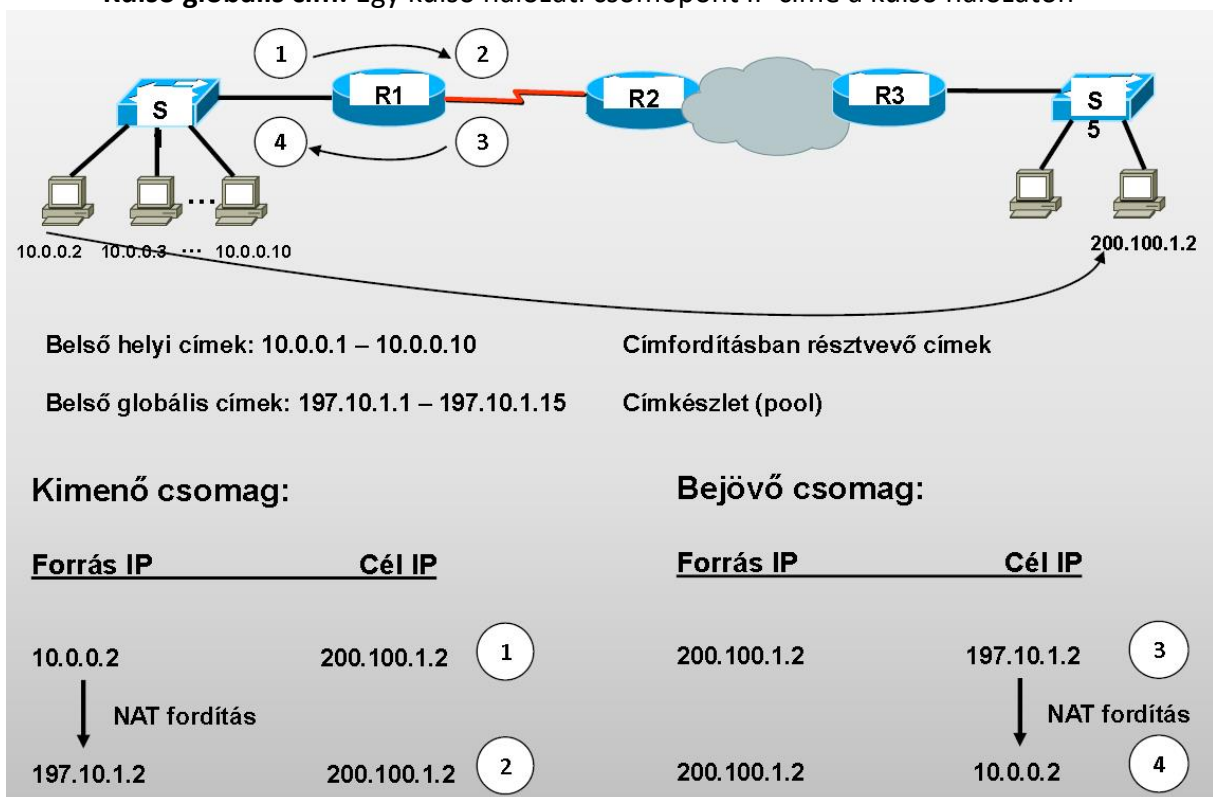 Külső globális cím: Egy külső hálózati csomópont IP címe a külső hálózaton
1 2
R1 R2 R3
S S
5
4 3
...
10.0.0.2 10.0.0.3 ... 10.0.0.10
200.100.1.2
Belső helyi címek: 10.0.0.1 – 10.0.0.10 Címfordításban résztvevő címek
Belső globális címek: 197.10.1.1 – 197.10.1.15 Címkészlet (pool)
Kimenő csomag: Bejövő csomag:
Forrás IP Cél IP Forrás IP Cél IP
10.0.0.2 200.100.1.2 1 200.100.1.2 197.10.1.2 3
NAT fordítás NAT fordítás
197.10.1.2 200.100.1.2 2 200.100.1.2 10.0.0.2 4